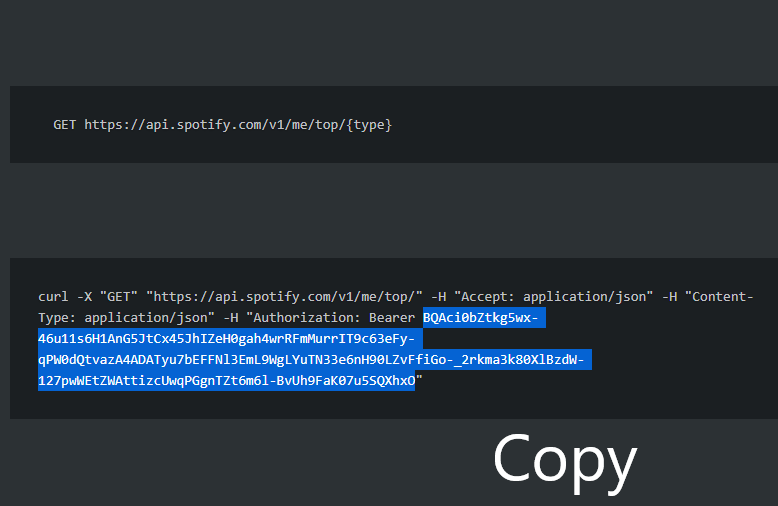 GET https://api.spotify.com/v1/me/top/{type}
curl -X "GET" "https://api.spotify.com/v1/me/top/" -H "Accept: application/json" -H "Content-
Type: application/json" -H "Authorization: Bearer BQAci0bZtkg5wx-
46u11s6H1AnG5JtCx45JhIZeH0gah4wrRFmMurrIT9c63eFy-
qPW0dQtvazA4ADATyu7bEFFNl3EmL9WgLYuTN33e6nH90LZvFffiGo-_2rkma3k80XlBzdW-
127pwWEtZWAttizcUwqPGgnTZt6m6l-BvUh9FaK07u5SQXhxO"
Copy